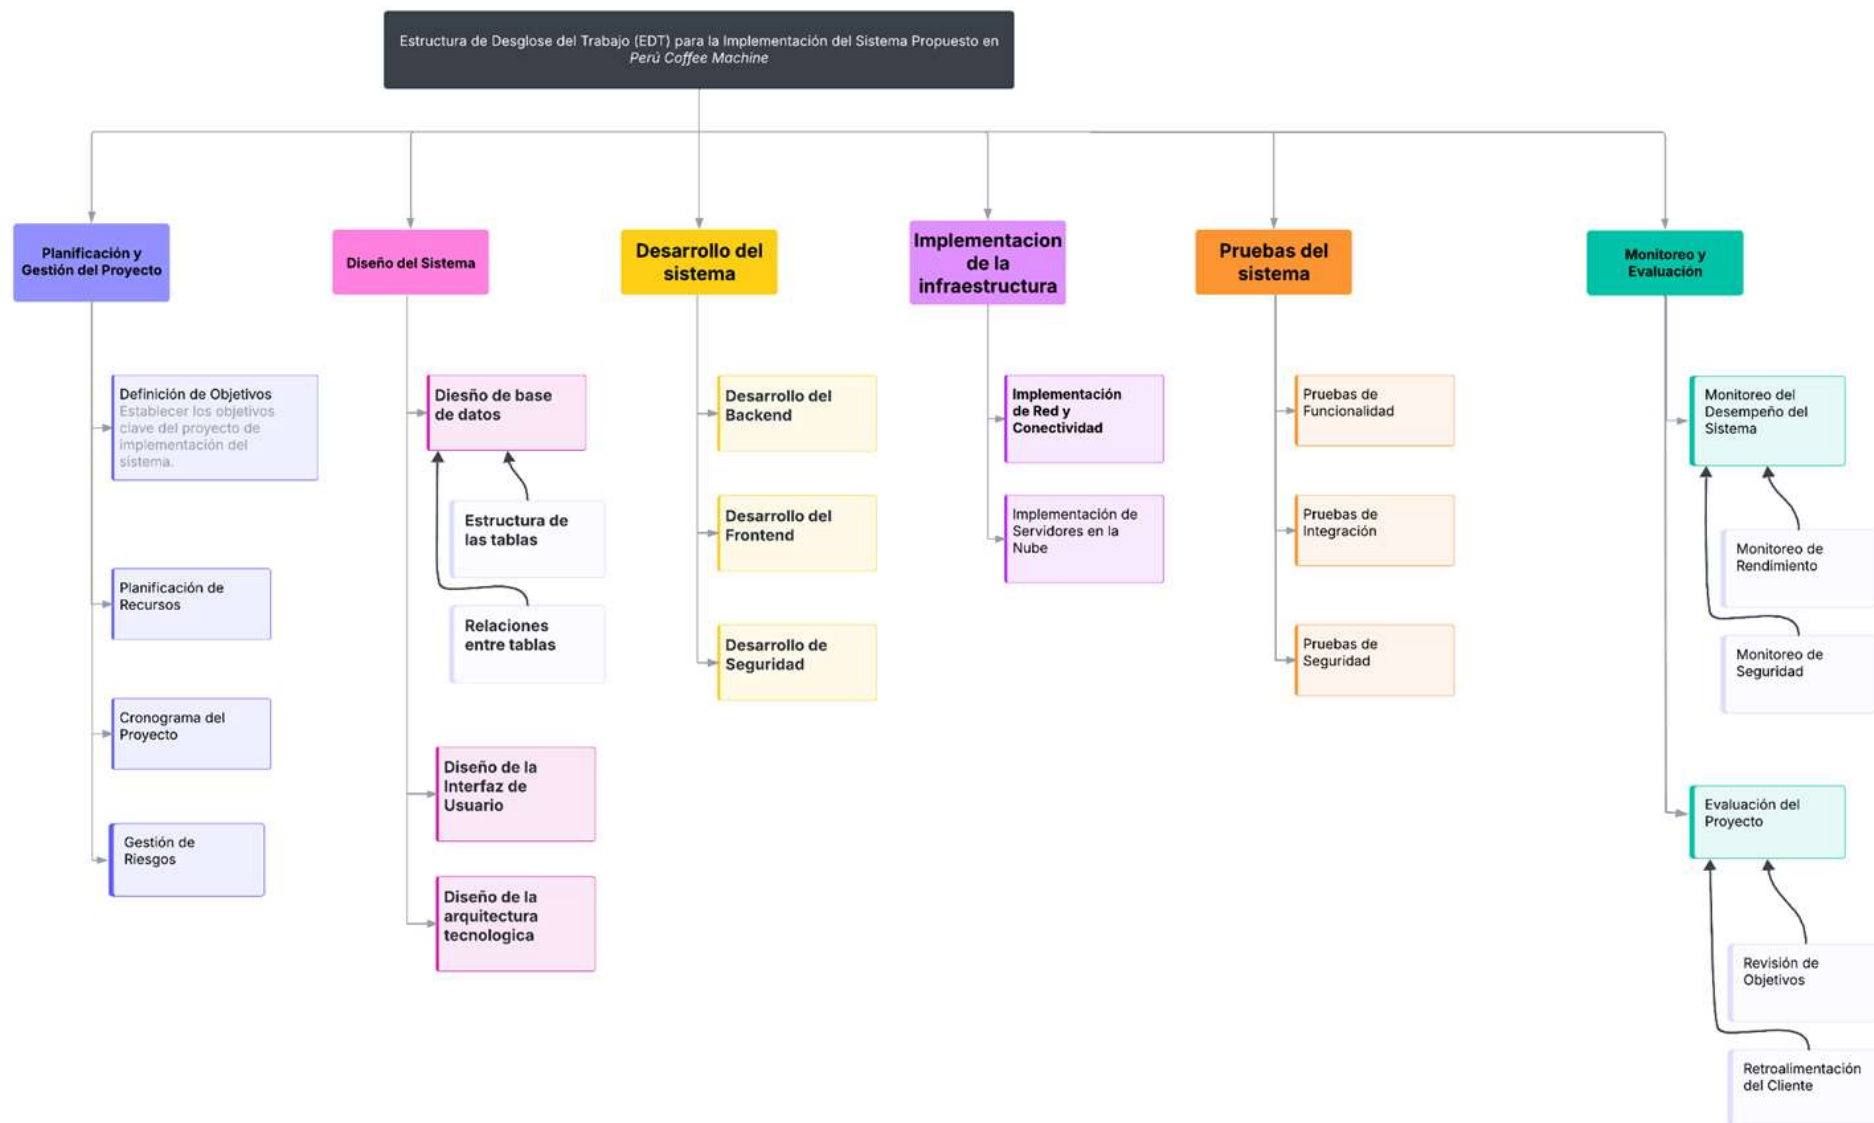 Estructura de Desglose del Trabajo (EDT) para la Implementación del Sistema Propuesto en
Perú Coffee Machine
Planificación y
Gestión del Proyecto
Definición de Objetivos
Establecer los objetivos
clave del proyecto de
implementación del
sistema.
Planificación de
Recursos
Cronograma del
Proyecto
Gestión de
Riesgos
Diseño del Sistema
Diesño de base
de datos
Estructura de
las tablas
Relaciones
entre tablas
Diseño de la
Interfaz de
Usuario
Diseño de la
arquitectura
tecnologica
Desarrollo del
sistema
Desarrollo del
Backend
Desarrollo del
Frontend
Desarrollo de
Seguridad
Implementacion
de la
infraestructura
Implementación
de Red y
Conectividad
Implementación de
Servidores en la
Nube
Pruebas del
sistema
Pruebas de
Funcionalidad
Pruebas de
Integración
Pruebas de
Seguridad
Monitoreo y
Evaluación
Monitoreo del
Desempeño del
Sistema
Monitoreo de
Rendimiento
Monitoreo de
Seguridad
Evaluación del
Proyecto
Revisión de
Objetivos
Retroalimentación
del Cliente